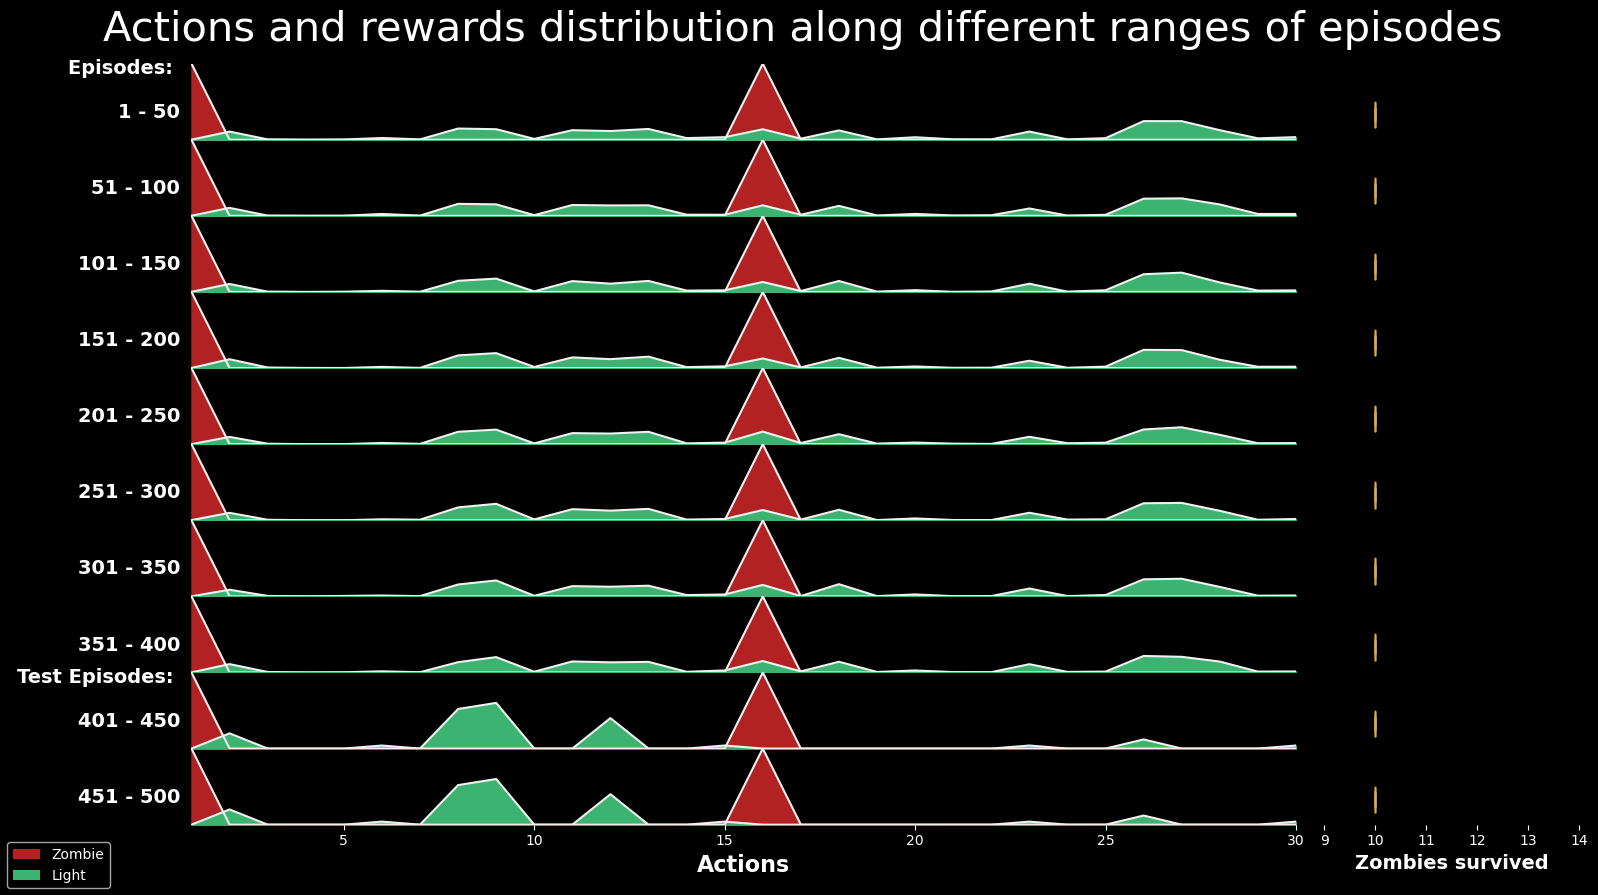 Actions and rewards distribution along different ranges of episodes
Episodes:
1 - 50
51 - 100
101 - 150
151 - 200
201 - 250
251 - 300
301 - 350
351 - 400
Test Episodes:
401 - 450
451 - 500
5 10 15 20 25 30 9 10 11 12 13 14
Actions
Zombies survived
Zombie
Light